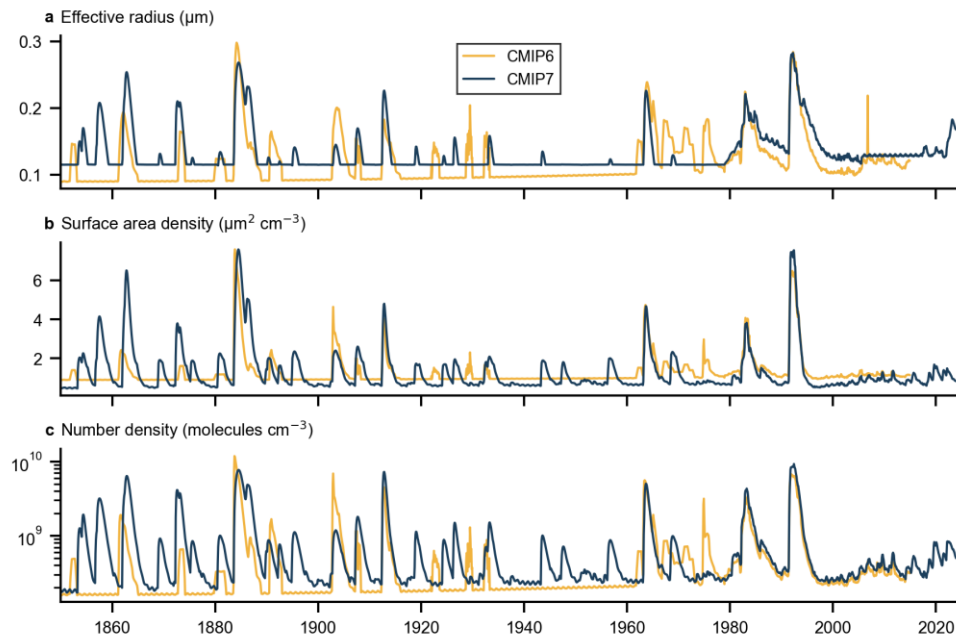 a Effective radius (µm)
0.3
0.2
0.1
CMIP6
CMIP7
b Surface area density (µm² cm⁻³)
6
4
2
c Number density (molecules cm⁻³)
10¹⁰
10⁹
1860 1880 1900 1920 1940 1960 1980 2000 2020